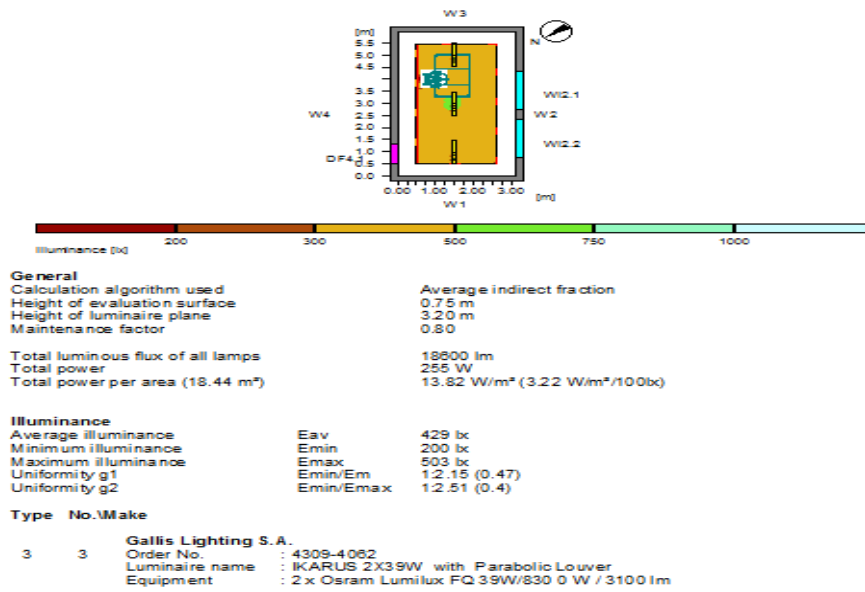 W3
[m]
5.5
5.0
4.5
N
3.5
WI2.1
3.0
2.5
W4
W2
2.0
1.5
WI2.2
1.0
DF4.1
0.5
0.0
0.00 1.00 2.00 3.00 [m]
W1
Illuminance [lx] 200 300 500 750 1000
General
Calculation algorithm used Average indirect fraction
Height of evaluation surface 0.75 m
Height of luminaire plane 3.20 m
Maintenance factor 0.80
Total luminous flux of all lamps 18600 lm
Total power 255 W
Total power per area (18.44 m²) 13.82 W/m² (3.22 W/m²/100lx)
Illuminance
Average illuminance Eav 429 lx
Minimum illuminance Emin 200 lx
Maximum illuminance Emax 503 lx
Uniformity g1 Emin/Em 1:2.15 (0.47)
Uniformity g2 Emin/Emax 1:2.51 (0.4)
Type No.\Make
Gallis Lighting S.A.
3 3 Order No. : 4309-4062
Luminaire name : IKARUS 2X39W with Parabolic Louver
Equipment : 2 x Osram Lumilux FQ 39W/830 0 W / 3100 lm